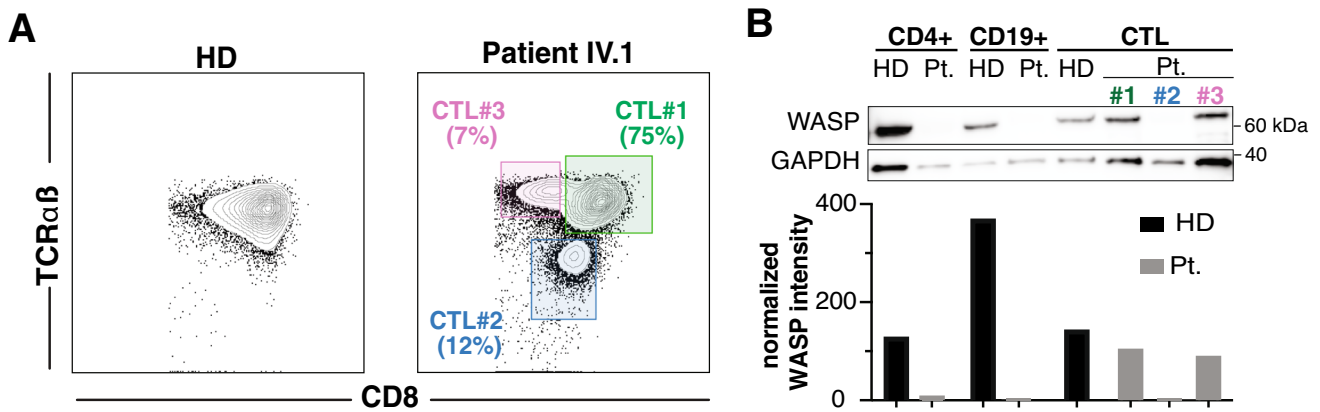 A
HD
Patient IV.1
CTL#3
(7%)
CTL#1
(75%)
CTL#2
(12%)
TCRαß
CD8
B
CD4+ CD19+ CTL
HD Pt. HD Pt. HD Pt.
#1 #2 #3
WASP
60 kDa
GAPDH
40
normalized
WASP intensity
400
200
0
HD
Pt.